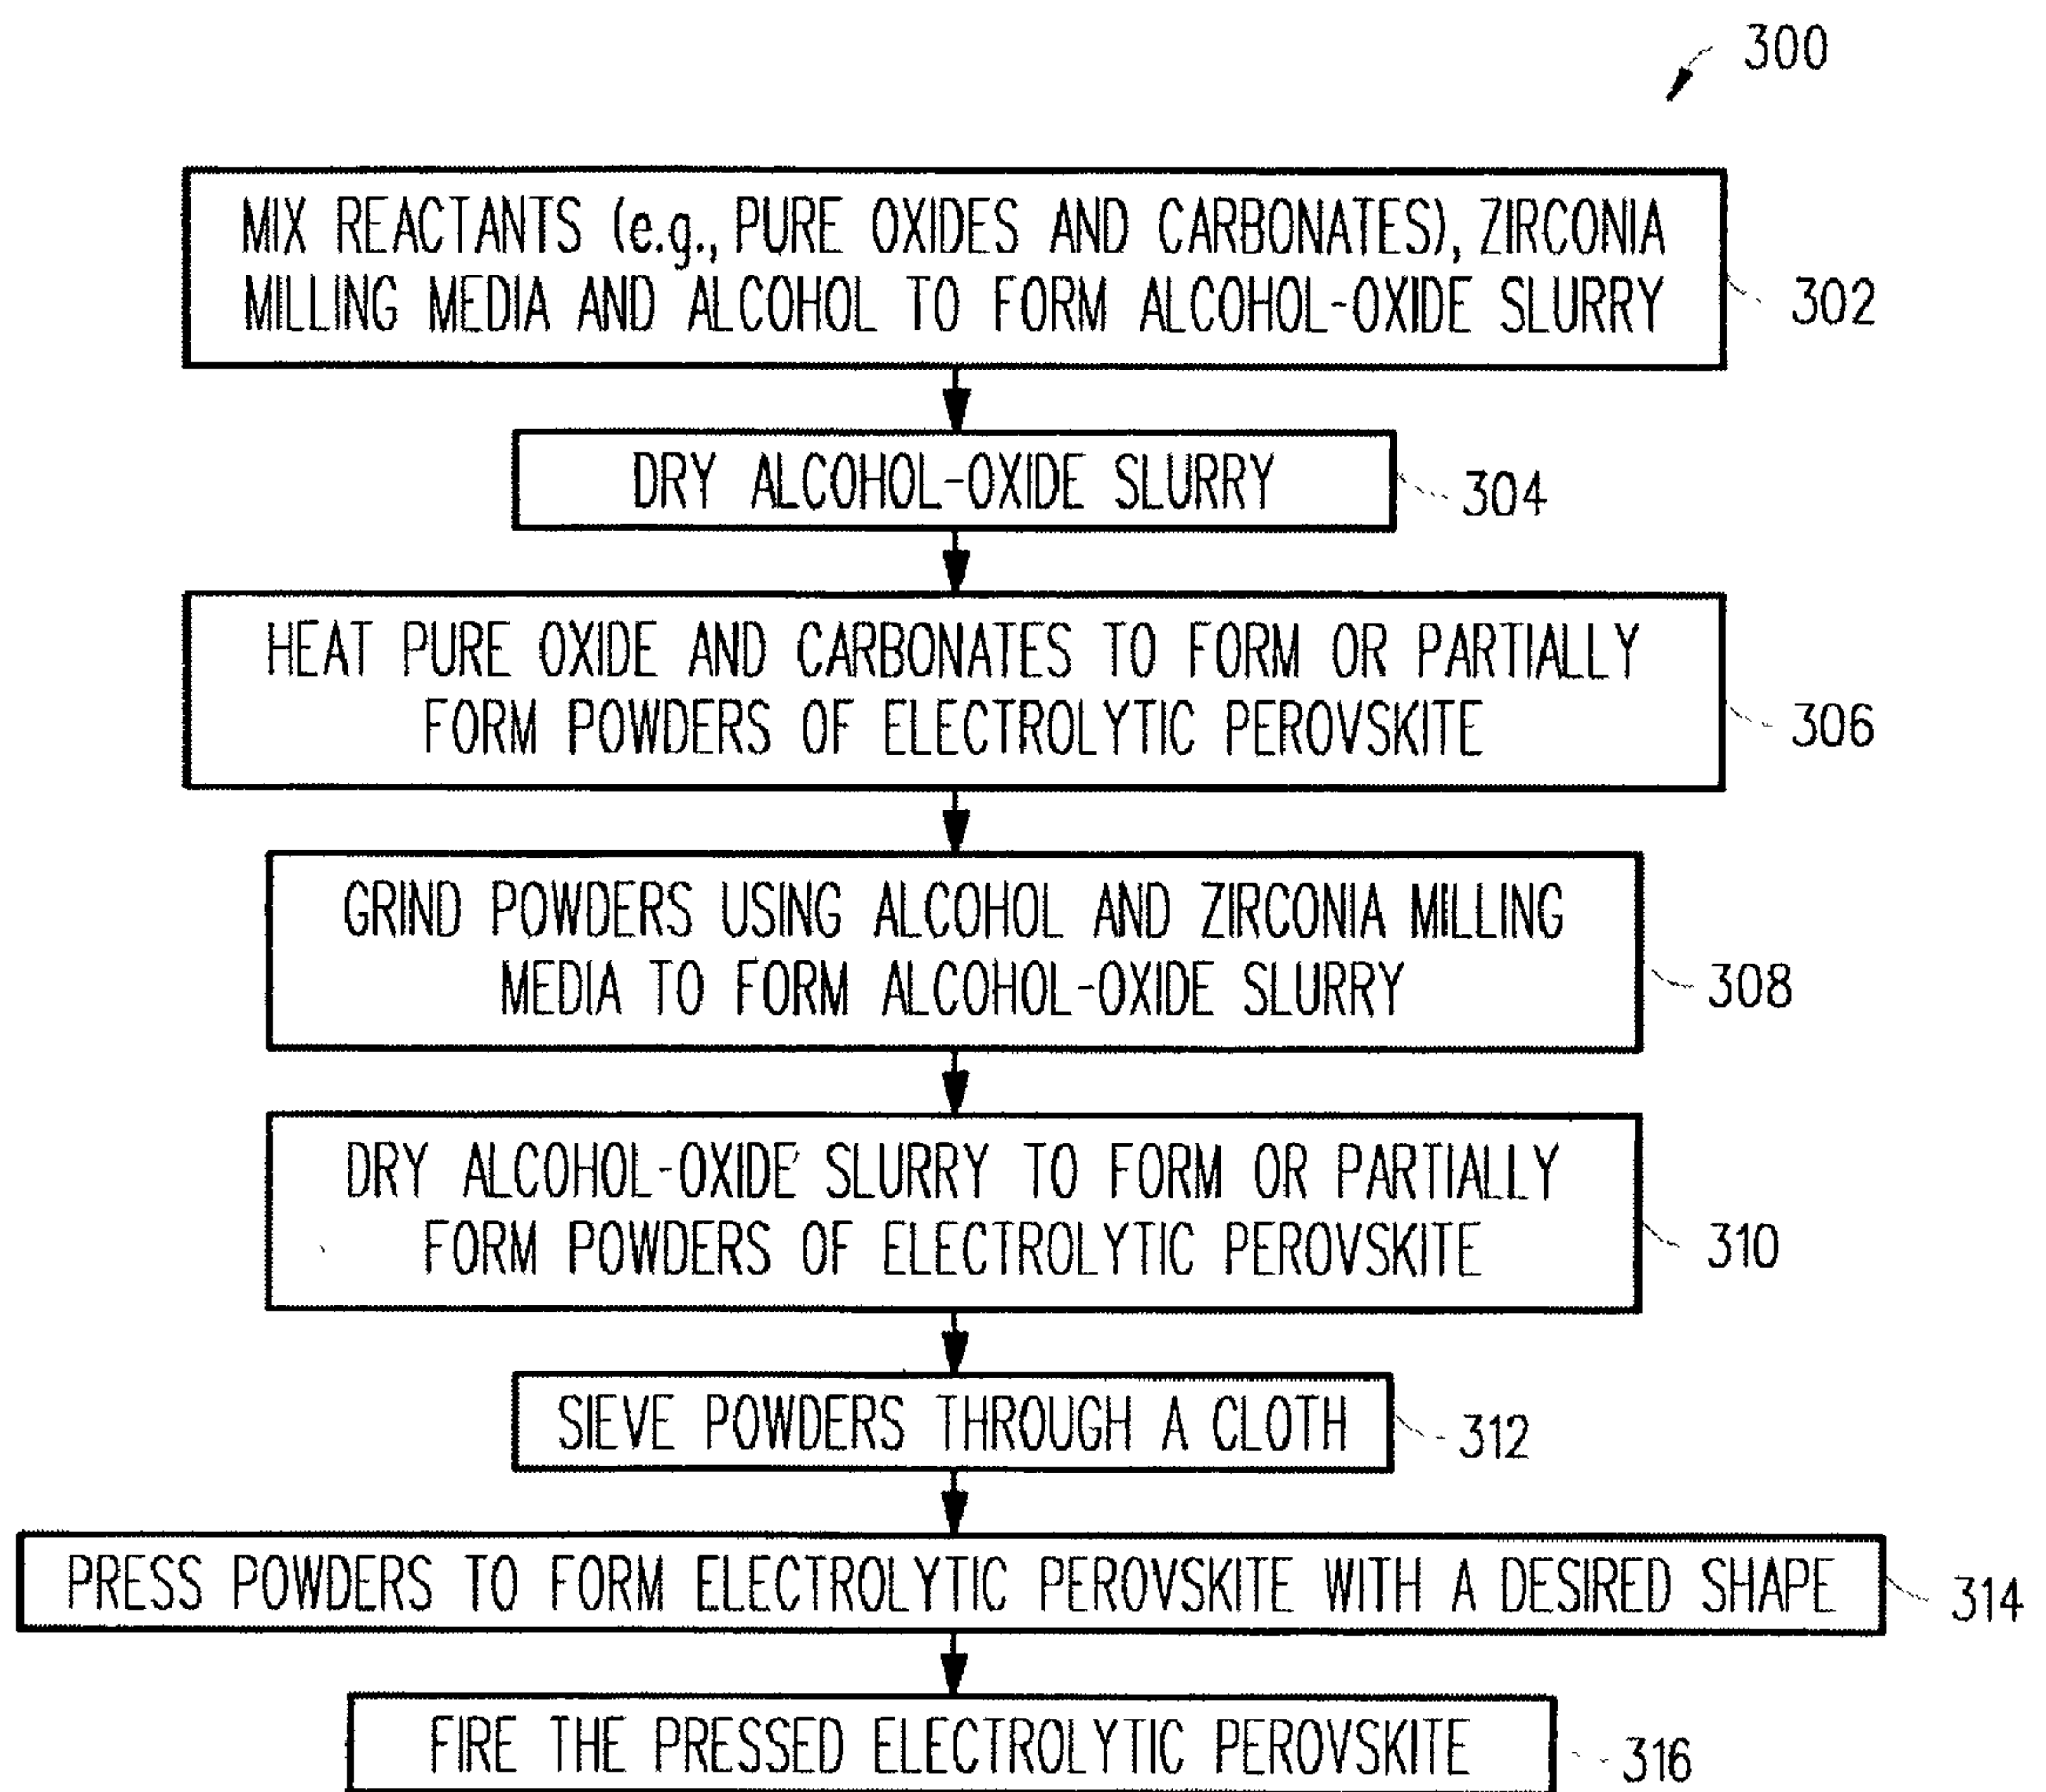 300
MIX REACTANTS (e.g., PURE OXIDES AND CARBONATES), ZIRCONIA
MILLING MEDIA AND ALCOHOL TO FORM ALCOHOL-OXIDE SLURRY
302
DRY ALCOHOL-OXIDE SLURRY
304
HEAT PURE OXIDE AND CARBONATES TO FORM OR PARTIALLY
FORM POWDERS OF ELECTROLYTIC PEROVSKITE
306
GRIND POWDERS USING ALCOHOL AND ZIRCONIA MILLING
MEDIA TO FORM ALCOHOL-OXIDE SLURRY
308
DRY ALCOHOL-OXIDE SLURRY TO FORM OR PARTIALLY
FORM POWDERS OF ELECTROLYTIC PEROVSKITE
310
SIEVE POWDERS THROUGH A CLOTH
312
PRESS POWDERS TO FORM ELECTROLYTIC PEROVSKITE WITH A DESIRED SHAPE
314
FIRE THE PRESSED ELECTROLYTIC PEROVSKITE
316